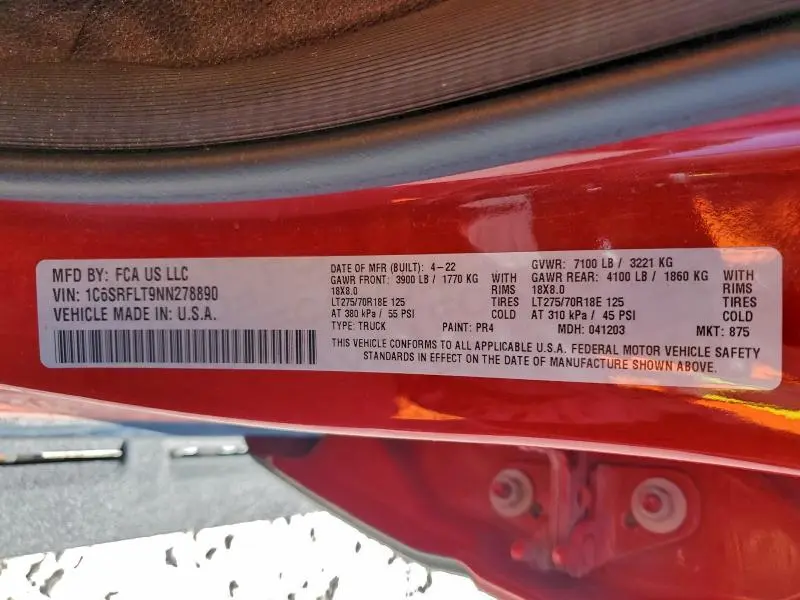 MFD BY: FCA US LLC
VIN: 1C6SRFLT9NN278890
VEHICLE MADE IN: U.S.A.
DATE OF MFR (BUILT): 4-22
GAWR FRONT: 3900 LB / 1770 KG WITH
18X8.0 RIMS
LT275/70R18E 125 TIRES
AT 380 kPa / 55 PSI COLD
TYPE: TRUCK PAINT: PR4
GVWR: 7100 LB / 3221 KG
GAWR REAR: 4100 LB / 1860 KG WITH
18X8.0 RIMS
LT275/70R18E 125 TIRES
AT 310 kPa / 45 PSI COLD
MDH: 041203 MKT: 875
THIS VEHICLE CONFORMS TO ALL APPLICABLE U.S.A. FEDERAL MOTOR VEHICLE SAFETY
STANDARDS IN EFFECT ON THE DATE OF MANUFACTURE SHOWN ABOVE.